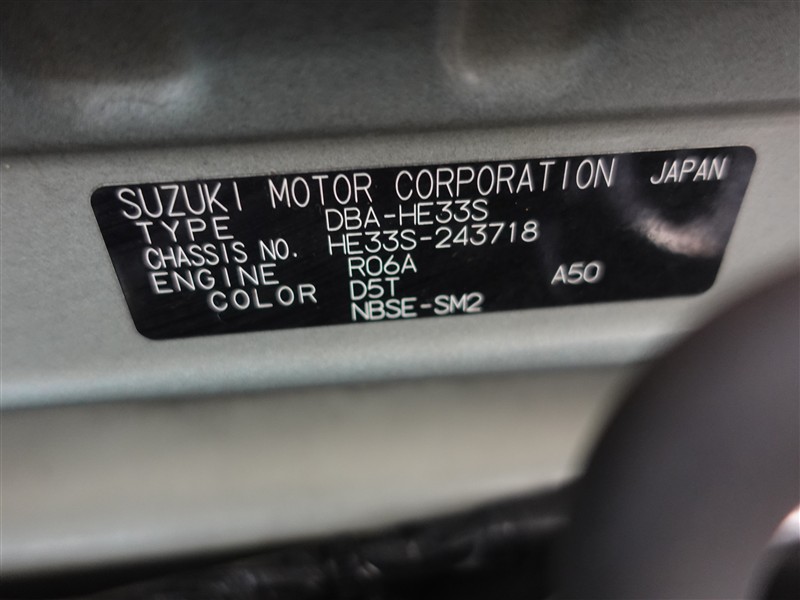 SUZUKI MOTOR CORPORATION JAPAN
TYPE DBA-HE33S
CHASSIS NO. HE33S-243718
ENGINE R06A
COLOR D5T A50
NBSE-SM2